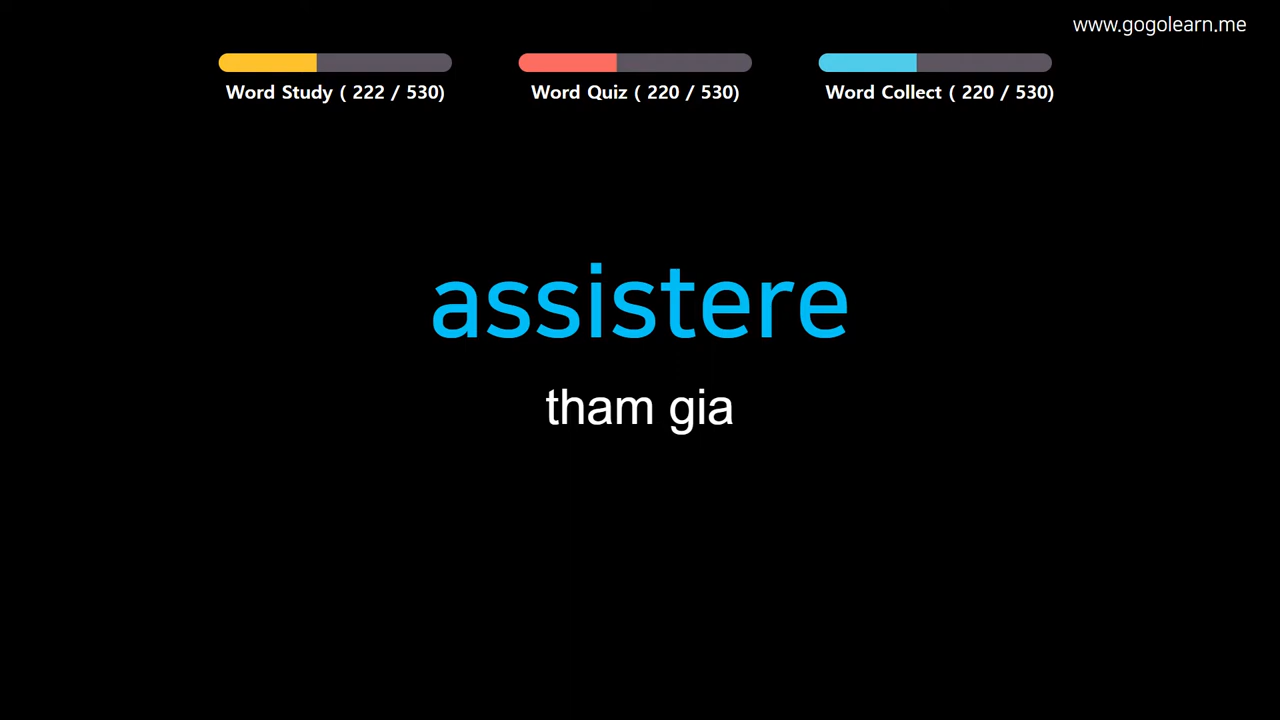 www.gogolearn.me
Word Study ( 222 / 530)
Word Quiz ( 220 / 530)
Word Collect ( 220 / 530)
assistere
tham gia